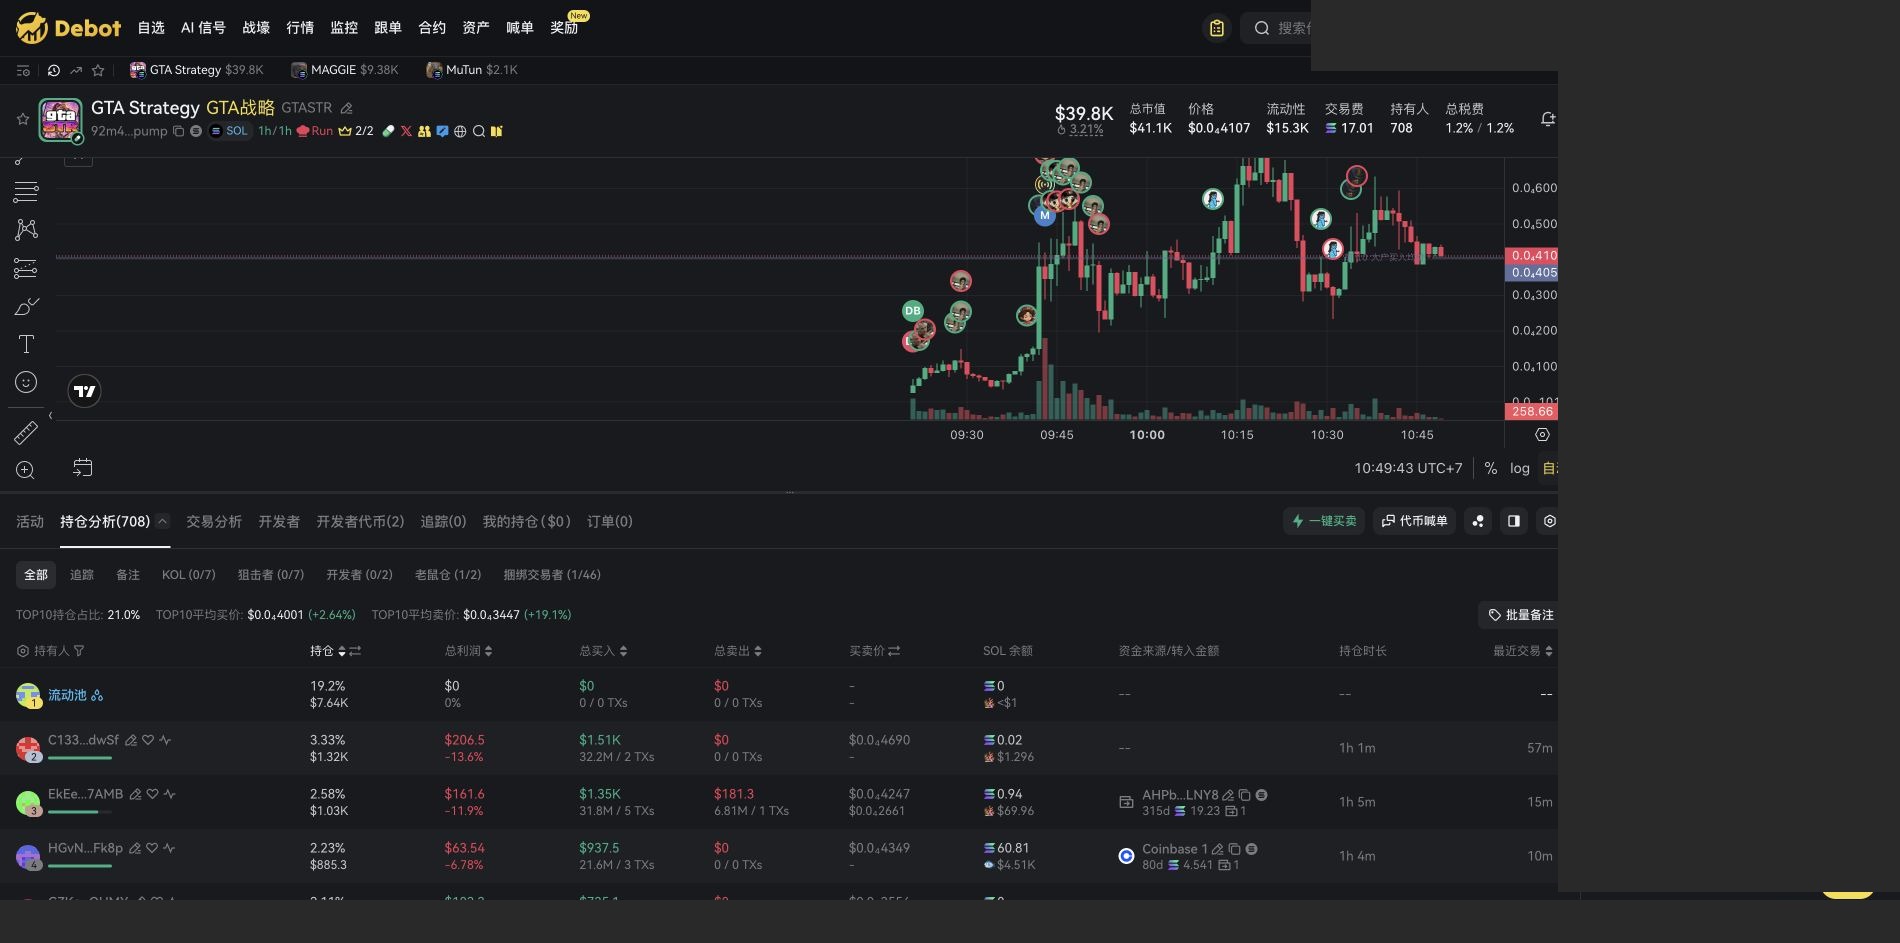 Debot 自选 AI 信号 战壕 行情 监控 跟单 合约 资产 喊单 奖励 New 搜索
GTA Strategy $39.8K MAGGIE $9.38K MuTun $2.1K
GTA Strategy GTA战略 GTASTR
92m4...pump SOL 1h/1h Run 2/2
$39.8K 总市值 价格 流动性 交易费 持有人 总税费
3.21% $41.1K $0.0₄4107 $15.3K 17.01 708 1.2% / 1.2%
0.0₄600
0.0₄500
M
0.0₄410
0.0₄405
0.0₄300
DB
0.0₄200
0.0₄100
258.66
09:30 09:45 10:00 10:15 10:30 10:45
10:49:43 UTC+7 % log
活动 持仓分析(708) 交易分析 开发者 开发者代币(2) 追踪(0) 我的持仓($0) 订单(0) 一键买卖 代币喊单
全部 追踪 备注 KOL (0/7) 狙击者 (0/7) 开发者 (0/2) 老鼠仓 (1/2) 捆绑交易者 (1/46)
TOP10持仓占比: 21.0% TOP10平均买价: $0.0₄4001 (+2.64%) TOP10平均卖价: $0.0₄3447 (+19.1%) 批量备注
持有人 持仓 总利润 总买入 总卖出 买卖价 SOL 余额 资金来源/转入金额 持仓时长 最近交易
1 流动池 19.2% $0 $0 $0 - 0 -- -- --
$7.64K 0% 0 / 0 TXs 0 / 0 TXs - <$1
2 C133...dwSf 3.33% $206.5 $1.51K $0 $0.0₄4690 0.02 -- 1h 1m 57m
$1.32K -13.6% 32.2M / 2 TXs 0 / 0 TXs - $1.296
3 EkEe...7AMB 2.58% $161.6 $1.35K $181.3 $0.0₄4247 0.94 AHPb...LNY8 1h 5m 15m
$1.03K -11.9% 31.8M / 5 TXs 6.81M / 1 TXs $0.0₄2661 $69.96 315d 19.23 1
4 HGvN...Fk8p 2.23% $63.54 $937.5 $0 $0.0₄4349 60.81 Coinbase 1 1h 4m 10m
$885.3 -6.78% 21.6M / 3 TXs 0 / 0 TXs - $4.51K 80d 4.541 1